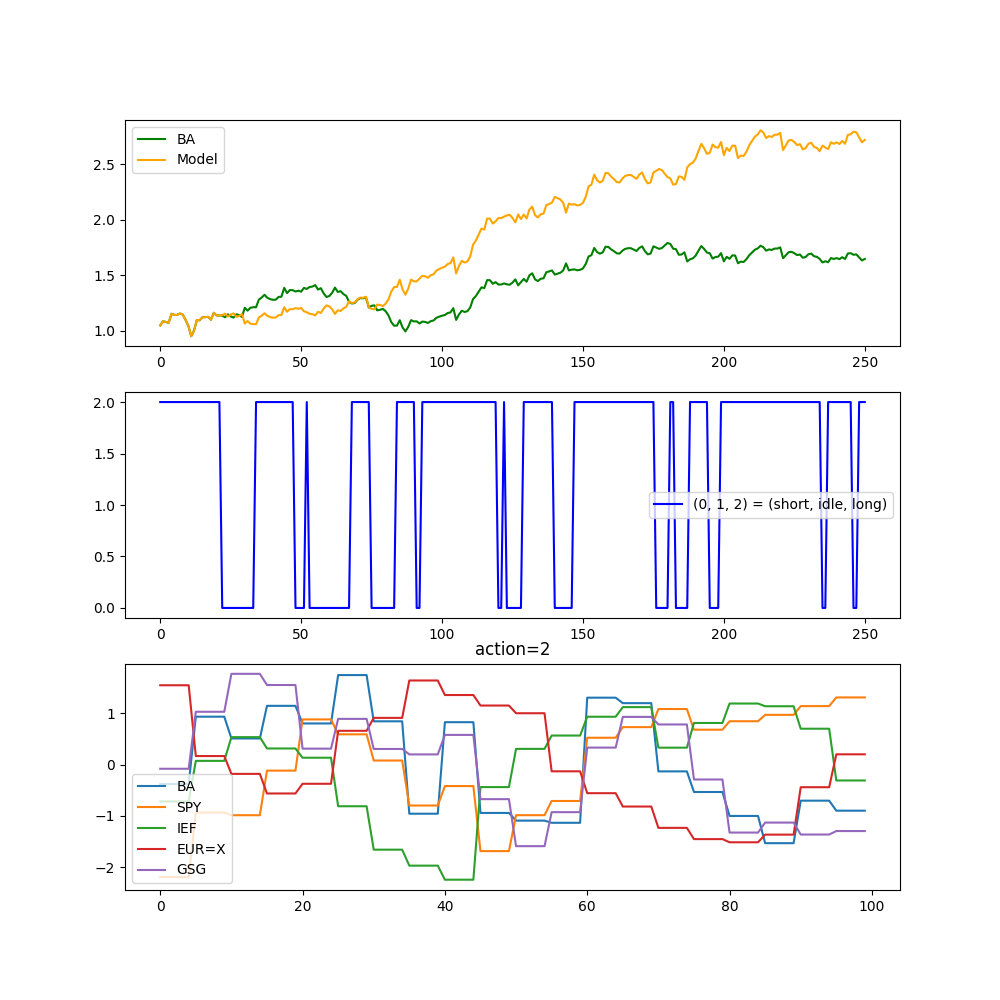 BA
Model
2.5
2.0
1.5
1.0
0 50 100 150 200 250
2.0
1.5
1.0
0.5
0.0
(0, 1, 2) = (short, idle, long)
0 50 100 150 200 250
action=2
1
0
−1
−2
BA
SPY
IEF
EUR=X
GSG
0 20 40 60 80 100